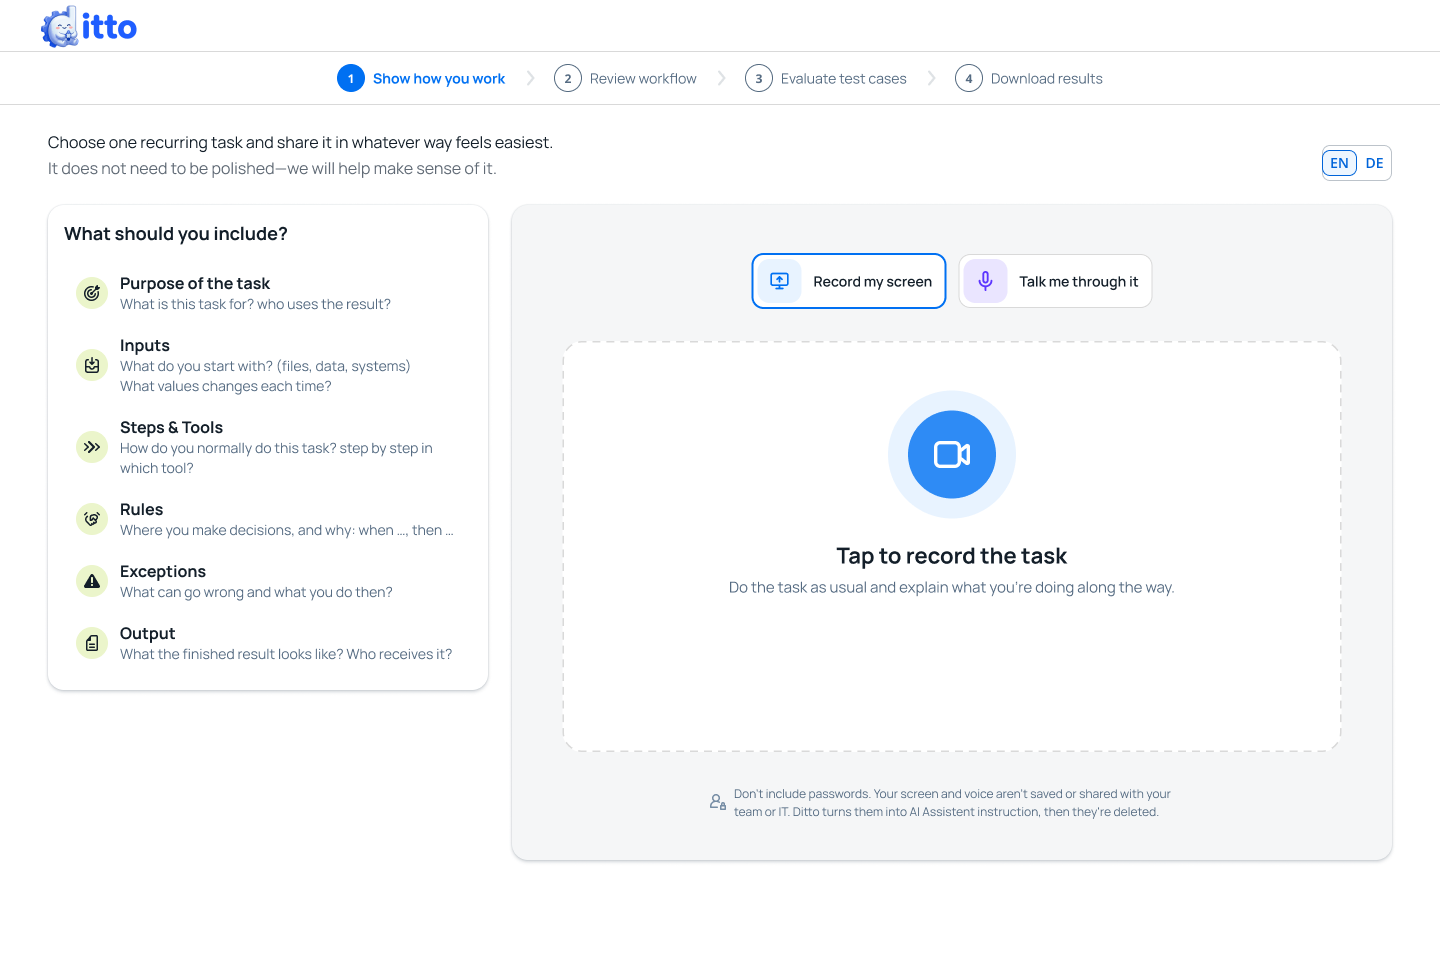 ditto
1 Show how you work
2 Review workflow
3 Evaluate test cases
4 Download results
Choose one recurring task and share it in whatever way feels easiest.
It does not need to be polished—we will help make sense of it.
EN DE
What should you include?
Purpose of the task
What is this task for? who uses the result?
Inputs
What do you start with? (files, data, systems)
What values changes each time?
Steps & Tools
How do you normally do this task? step by step in
which tool?
Rules
Where you make decisions, and why: when ..., then ...
Exceptions
What can go wrong and what you do then?
Output
What the finished result looks like? Who receives it?
Record my screen
Talk me through it
Tap to record the task
Do the task as usual and explain what you're doing along the way.
Don't include passwords. Your screen and voice aren't saved or shared with your
team or IT. Ditto turns them into AI Assistent instruction, then they're deleted.